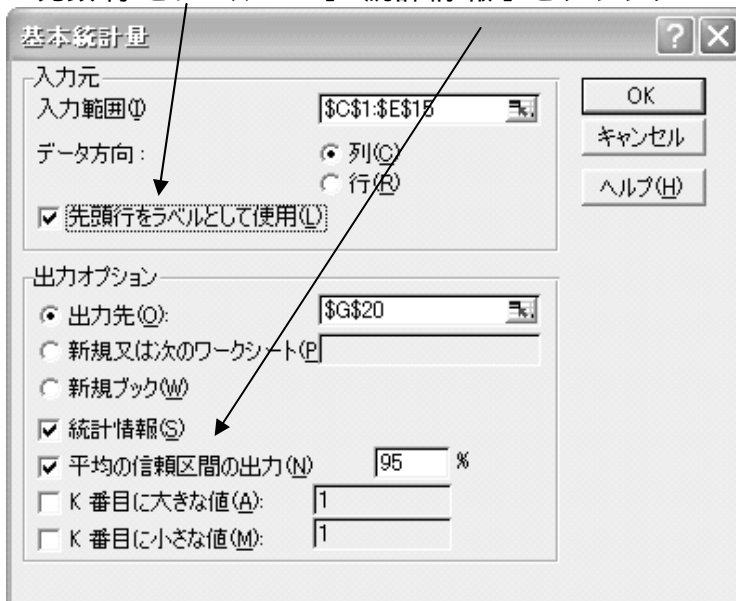 基本統計量
入力元
入力範囲(I) $C$1:$E$15
OK
キャンセル
データ方向: 列(C)
行(R)
ヘルプ(H)
先頭行をラベルとして使用(L)
出力オプション
出力先(O): $G$20
新規又は次のワークシート(P
新規ブック(W)
統計情報(S)
平均の信頼区間の出力(N) 95 %
K 番目に大きな値(A): 1
K 番目に小さな値(M): 1